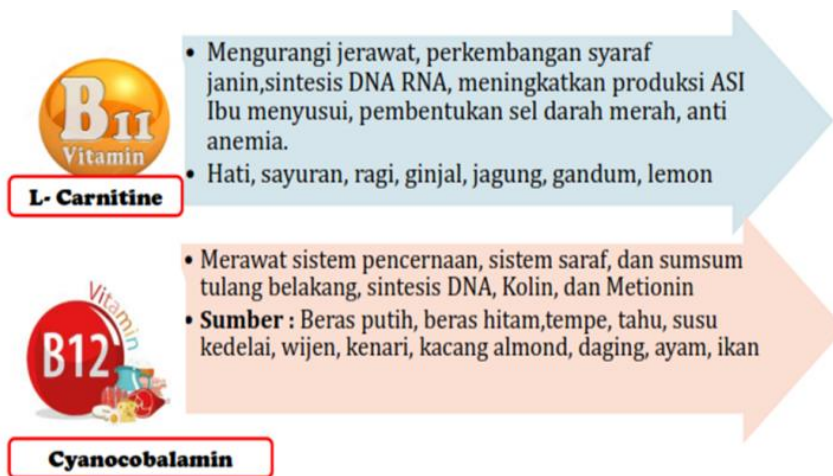 • Mengurangi jerawat, perkembangan syaraf
janin,sintesis DNA RNA, meningkatkan produksi ASI
Ibu menyusui, pembentukan sel darah merah, anti
anemia.
• Hati, sayuran, ragi, ginjal, jagung, gandum, lemon
B11
Vitamin
L- Carnitine
• Merawat sistem pencernaan, sistem saraf, dan sumsum
tulang belakang, sintesis DNA, Kolin, dan Metionin
• Sumber : Beras putih, beras hitam,tempe, tahu, susu
kedelai, wijen, kenari, kacang almond, daging, ayam, ikan
Vitamin
B12
Cyanocobalamin